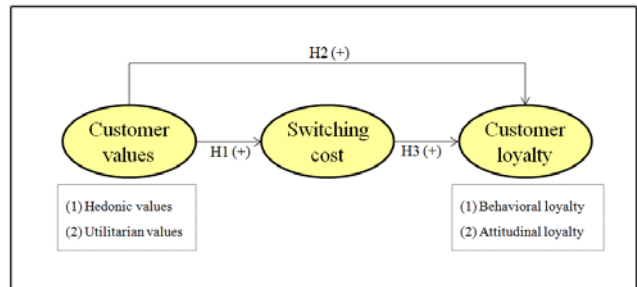 H2 (+)
Customer
values
H1 (+)
Switching
cost
H3 (+)
Customer
loyalty
(1) Hedonic values
(2) Utilitarian values
(1) Behavioral loyalty
(2) Attitudinal loyalty